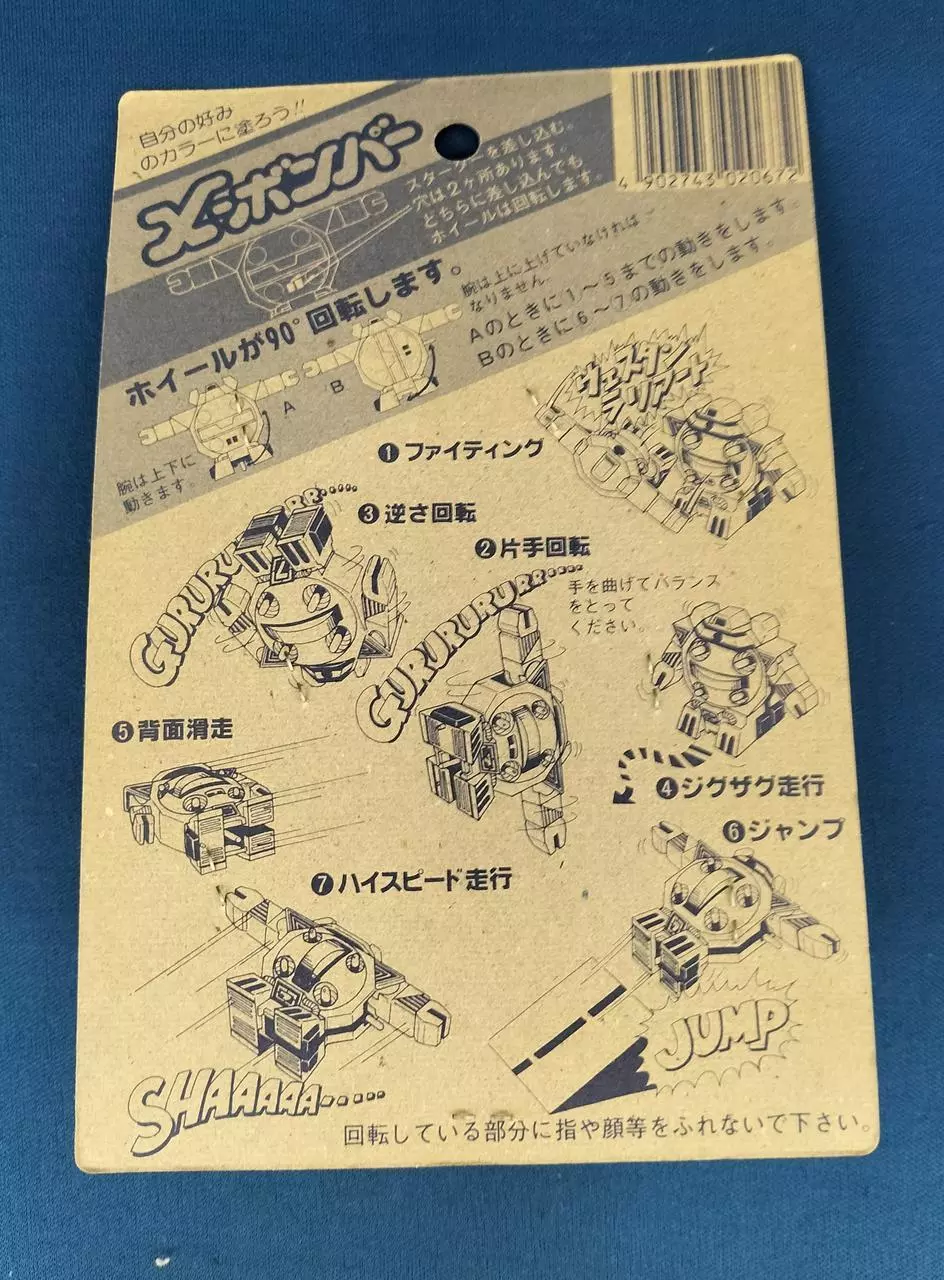 自分の好み
のカラーに塗ろう!!
X-ボンバー
スターターを差し込む。
穴は2ヶ所あります。
どちらに差し込んでも
ホイールは回転します。
4 902743 020672
ホイールが90°回転します。
腕は上に上げていなければ
なりません
Aのときに1〜5までの動きをします。
Bのときに6〜7の動きをします。
A
B
腕は上下に
動きます。
❶ファイティング
ウェスタン
ラリアート
❸逆さ回転
GURURURR・・・・・
❷片手回転
GURURURURURR・・・・・
手を曲げてバランス
をとって
ください。
❺背面滑走
❹ジグザグ走行
❻ジャンプ
❼ハイスピード走行
JUMP
SHAAAAA・・・・・
回転している部分に指や顔等をふれないで下さい。